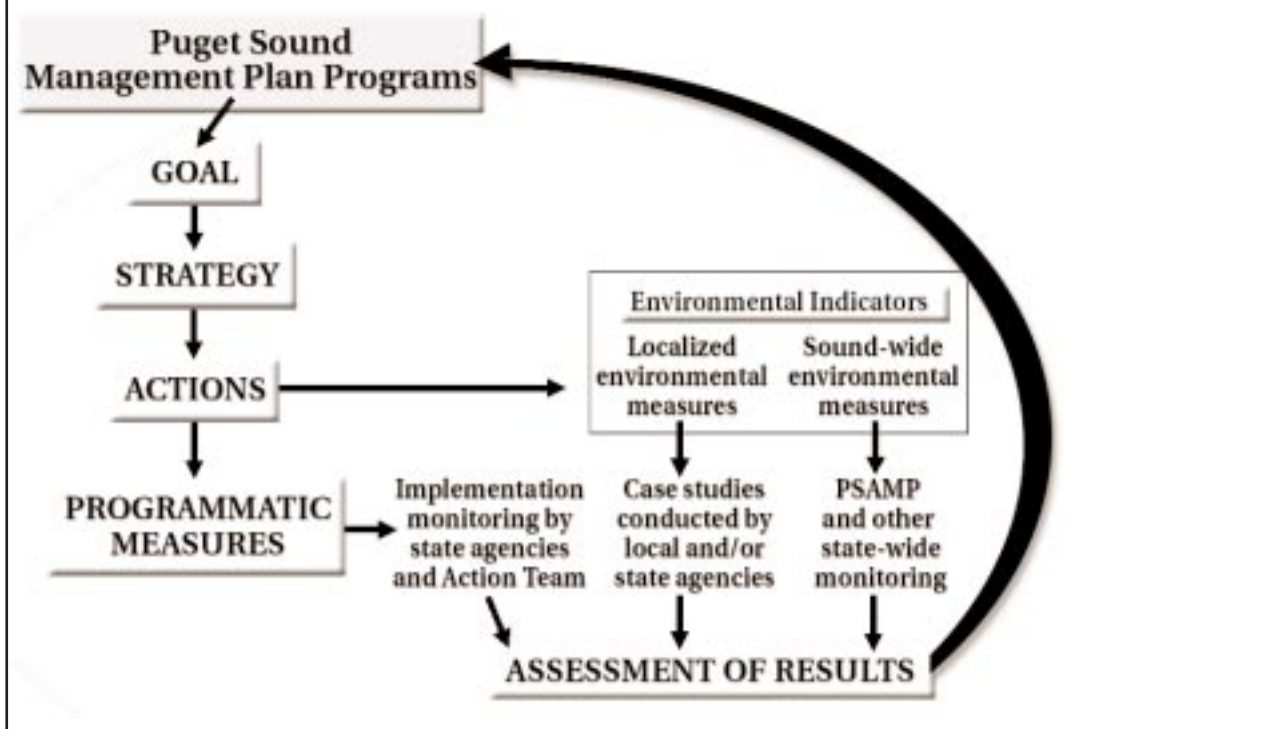 Puget Sound
Management Plan Programs
GOAL
STRATEGY
ACTIONS
PROGRAMMATIC
MEASURES
Environmental Indicators
Localized
environmental
measures
Sound-wide
environmental
measures
Implementation
monitoring by
state agencies
and Action Team
Case studies
conducted by
local and/or
state agencies
PSAMP
and other
state-wide
monitoring
ASSESSMENT OF RESULTS